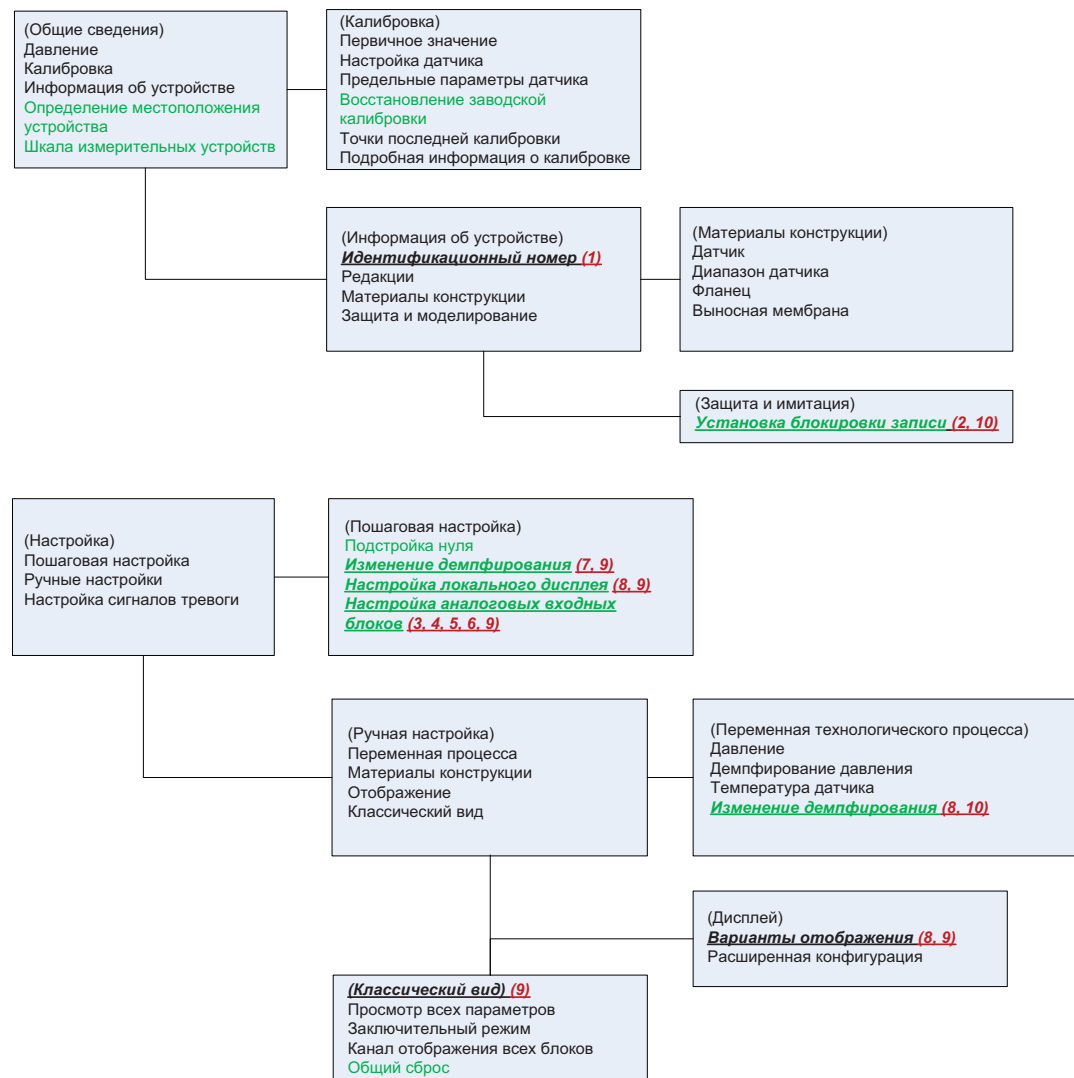 (Общие сведения)
Давление
Калибровка
Информация об устройстве
Определение местоположения
устройства
Шкала измерительных устройств
(Калибровка)
Первичное значение
Настройка датчика
Предельные параметры датчика
Восстановление заводской
калибровки
Точки последней калибровки
Подробная информация о калибровке
(Информация об устройстве)
Идентификационный номер (1)
Редакции
Материалы конструкции
Защита и моделирование
(Материалы конструкции)
Датчик
Диапазон датчика
Фланец
Выносная мембрана
(Защита и имитация)
Установка блокировки записи (2, 10)
(Настройка)
Пошаговая настройка
Ручные настройки
Настройка сигналов тревоги
(Пошаговая настройка)
Подстройка нуля
Изменение демпфирования (7, 9)
Настройка локального дисплея (8, 9)
Настройка аналоговых входных
блоков (3, 4, 5, 6, 9)
(Ручная настройка)
Переменная процесса
Материалы конструкции
Отображение
Классический вид
(Переменная технологического процесса)
Давление
Демпфирование давления
Температура датчика
Изменение демпфирования (8, 10)
(Дисплей)
Варианты отображения (8, 9)
Расширенная конфигурация
(Классический вид) (9)
Просмотр всех параметров
Заключительный режим
Канал отображения всех блоков
Общий сброс